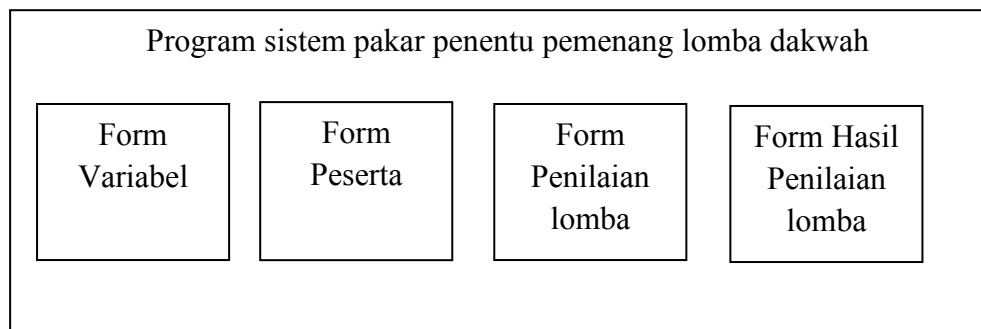 Program sistem pakar penentu pemenang lomba dakwah
Form
Variabel
Form
Peserta
Form
Penilaian
lomba
Form Hasil
Penilaian
lomba